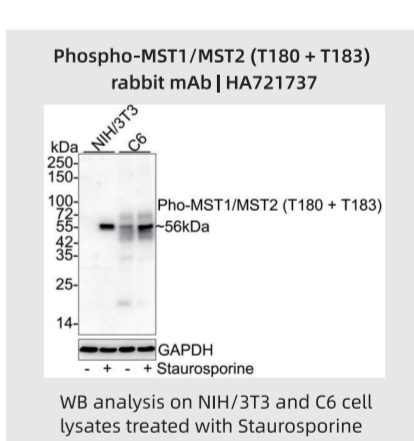 Phospho-MST1/MST2 (T180 + T183)
rabbit mAb | HA721737
NIH/3T3
C6
kDa
250-
150-
100-
72-
55-
42-
35-
25-
14-
Pho-MST1/MST2 (T180 + T183)
~56kDa
GAPDH
- + - + Staurosporine
WB analysis on NIH/3T3 and C6 cell
lysates treated with Staurosporine